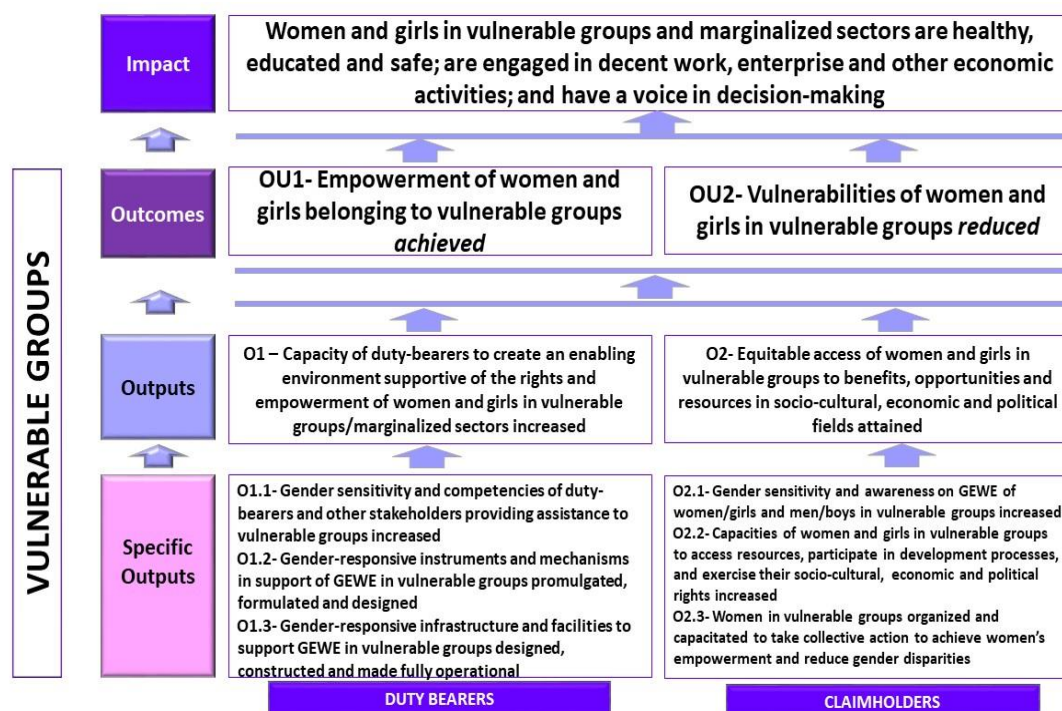 Impact
Women and girls in vulnerable groups and marginalized sectors are healthy,
educated and safe; are engaged in decent work, enterprise and other economic
activities; and have a voice in decision-making
VULNERABLE GROUPS
Outcomes
OU1- Empowerment of women and
girls belonging to vulnerable groups
achieved
OU2- Vulnerabilities of women and
girls in vulnerable groups reduced
Outputs
O1 – Capacity of duty-bearers to create an enabling
environment supportive of the rights and
empowerment of women and girls in vulnerable
groups/marginalized sectors increased
O2- Equitable access of women and girls in
vulnerable groups to benefits, opportunities and
resources in socio-cultural, economic and political
fields attained
Specific
Outputs
O1.1- Gender sensitivity and competencies of duty-
bearers and other stakeholders providing assistance to
vulnerable groups increased
O1.2- Gender-responsive instruments and mechanisms
in support of GEWE in vulnerable groups promulgated,
formulated and designed
O1.3- Gender-responsive infrastructure and facilities to
support GEWE in vulnerable groups designed,
constructed and made fully operational
O2.1- Gender sensitivity and awareness on GEWE of
women/girls and men/boys in vulnerable groups increased
O2.2- Capacities of women and girls in vulnerable groups
to access resources, participate in development processes,
and exercise their socio-cultural, economic and political
rights increased
O2.3- Women in vulnerable groups organized and
capacitated to take collective action to achieve women's
empowerment and reduce gender disparities
DUTY BEARERS
CLAIMHOLDERS